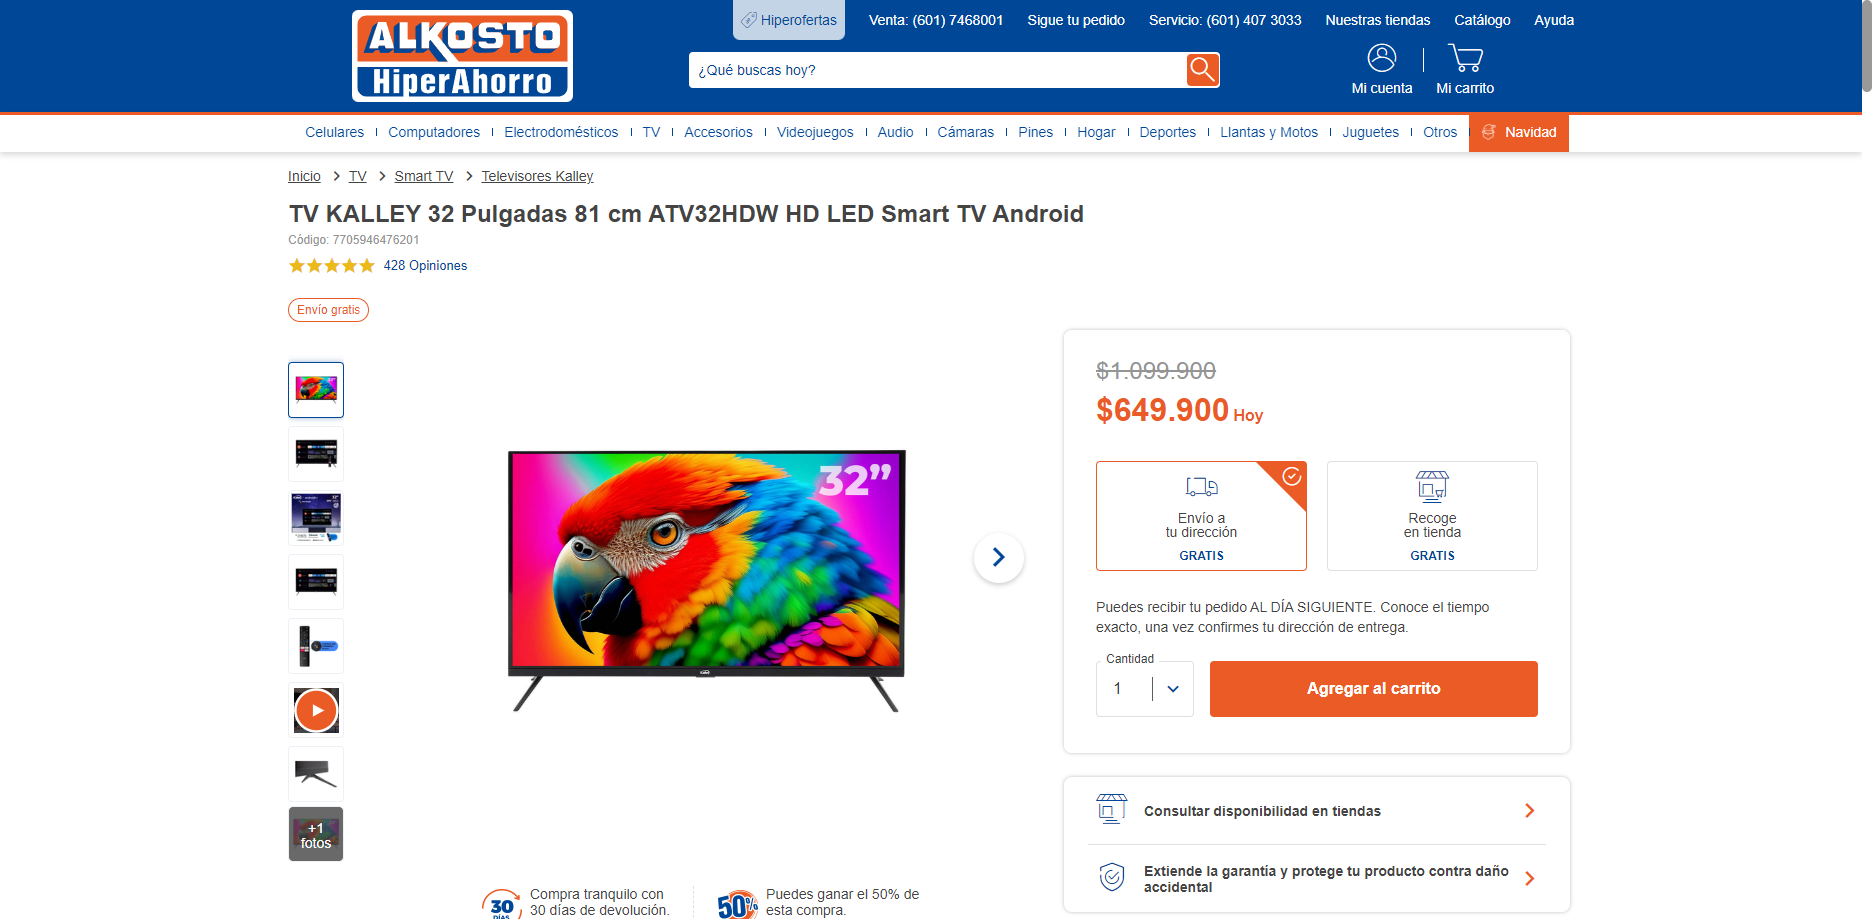 ALKOSTO
HiperAhorro
Hiperofertas
Venta: (601) 7468001
Sigue tu pedido
Servicio: (601) 407 3033
Nuestras tiendas
Catálogo
Ayuda
¿Qué buscas hoy?
Mi cuenta
Mi carrito
Celulares
Computadores
Electrodomésticos
TV
Accesorios
Videojuegos
Audio
Cámaras
Pines
Hogar
Deportes
Llantas y Motos
Juguetes
Otros
Navidad
Inicio
TV
Smart TV
Televisores Kalley
TV KALLEY 32 Pulgadas 81 cm ATV32HDW HD LED Smart TV Android
Código: 7705946476201
428 Opiniones
Envío gratis
32”
+1
fotos
$1.099.900
$649.900 Hoy
Envío a
tu dirección
GRATIS
Recoge
en tienda
GRATIS
Puedes recibir tu pedido AL DÍA SIGUIENTE. Conoce el tiempo
exacto, una vez confirmes tu dirección de entrega.
Cantidad
1
Agregar al carrito
Consultar disponibilidad en tiendas
Extiende la garantía y protege tu producto contra daño
accidental
30
DÍAS
Compra tranquilo con
30 días de devolución.
50%
Puedes ganar el 50% de
esta compra.